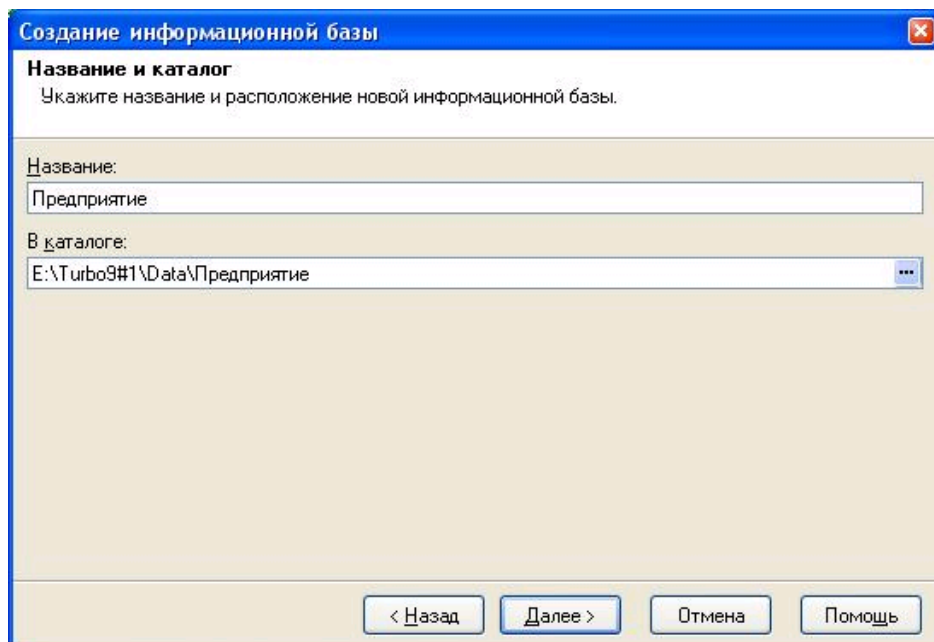 Создание информационной базы
Название и каталог
Укажите название и расположение новой информационной базы.
Название:
Предприятие
В каталоге:
E:\Turbo9#1\Data\Предприятие
...
< Назад Далее > Отмена Помощь